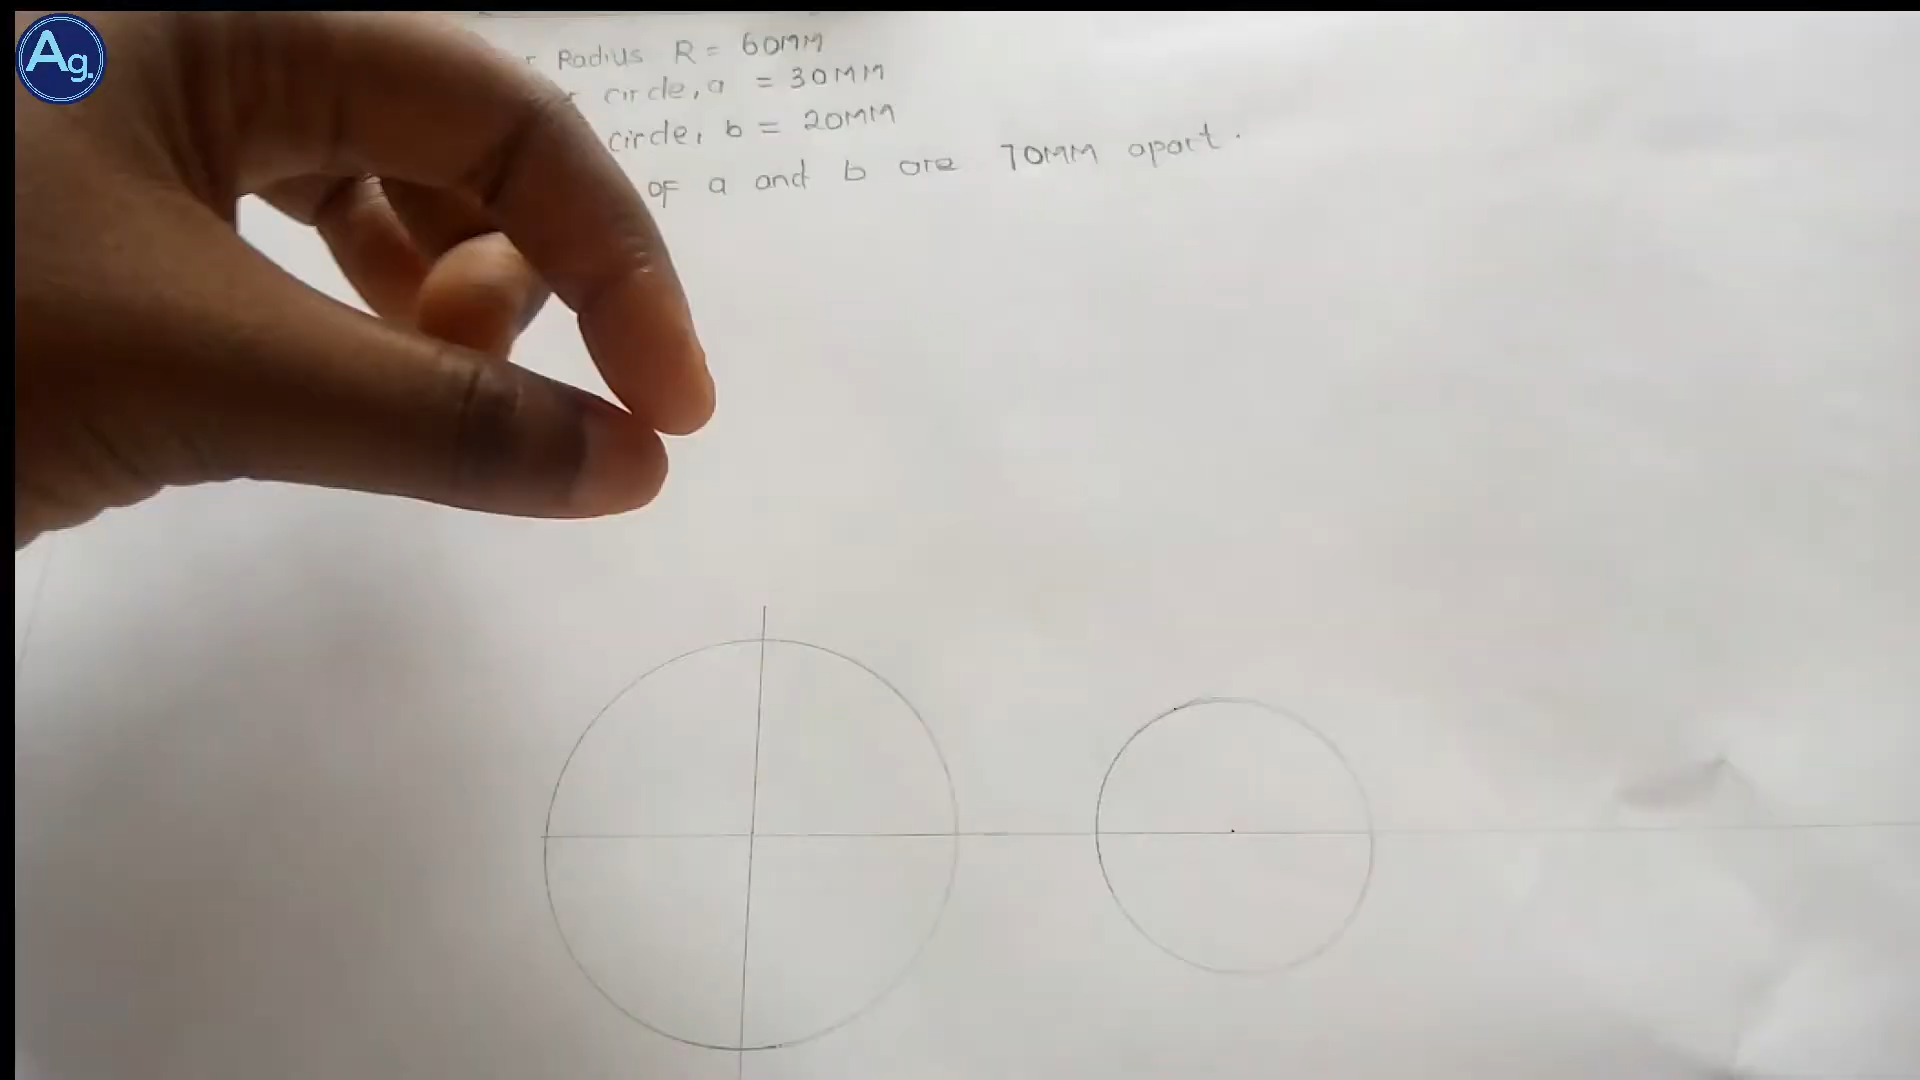 Ag.
Radius R = 60MM
circle, a = 30MM
circle, b = 20MM
OF a and b are 70MM apart.